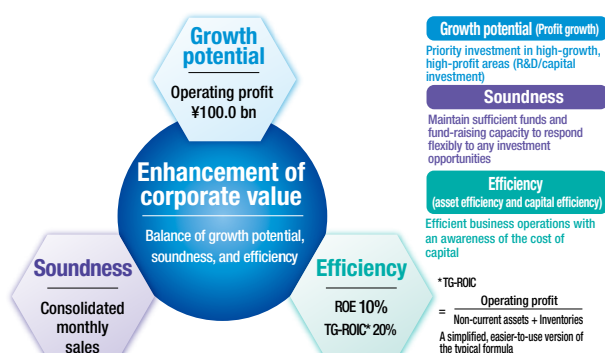 Growth
potential
Operating profit
¥100.0 bn
Enhancement of
corporate value
Balance of growth potential,
soundness, and efficiency
Soundness
Consolidated
monthly
sales
Efficiency
ROE 10%
TG-ROIC* 20%
Growth potential (Profit growth)
Priority investment in high-growth,
high-profit areas (R&D/capital
investment)
Soundness
Maintain sufficient funds and
fund-raising capacity to respond
flexibly to any investment
opportunities
Efficiency
(asset efficiency and capital efficiency)
Efficient business operations with
an awareness of the cost of
capital
*TG-ROIC
= Operating profit
Non-current assets + Inventories
A simplified, easier-to-use version of
the typical formula